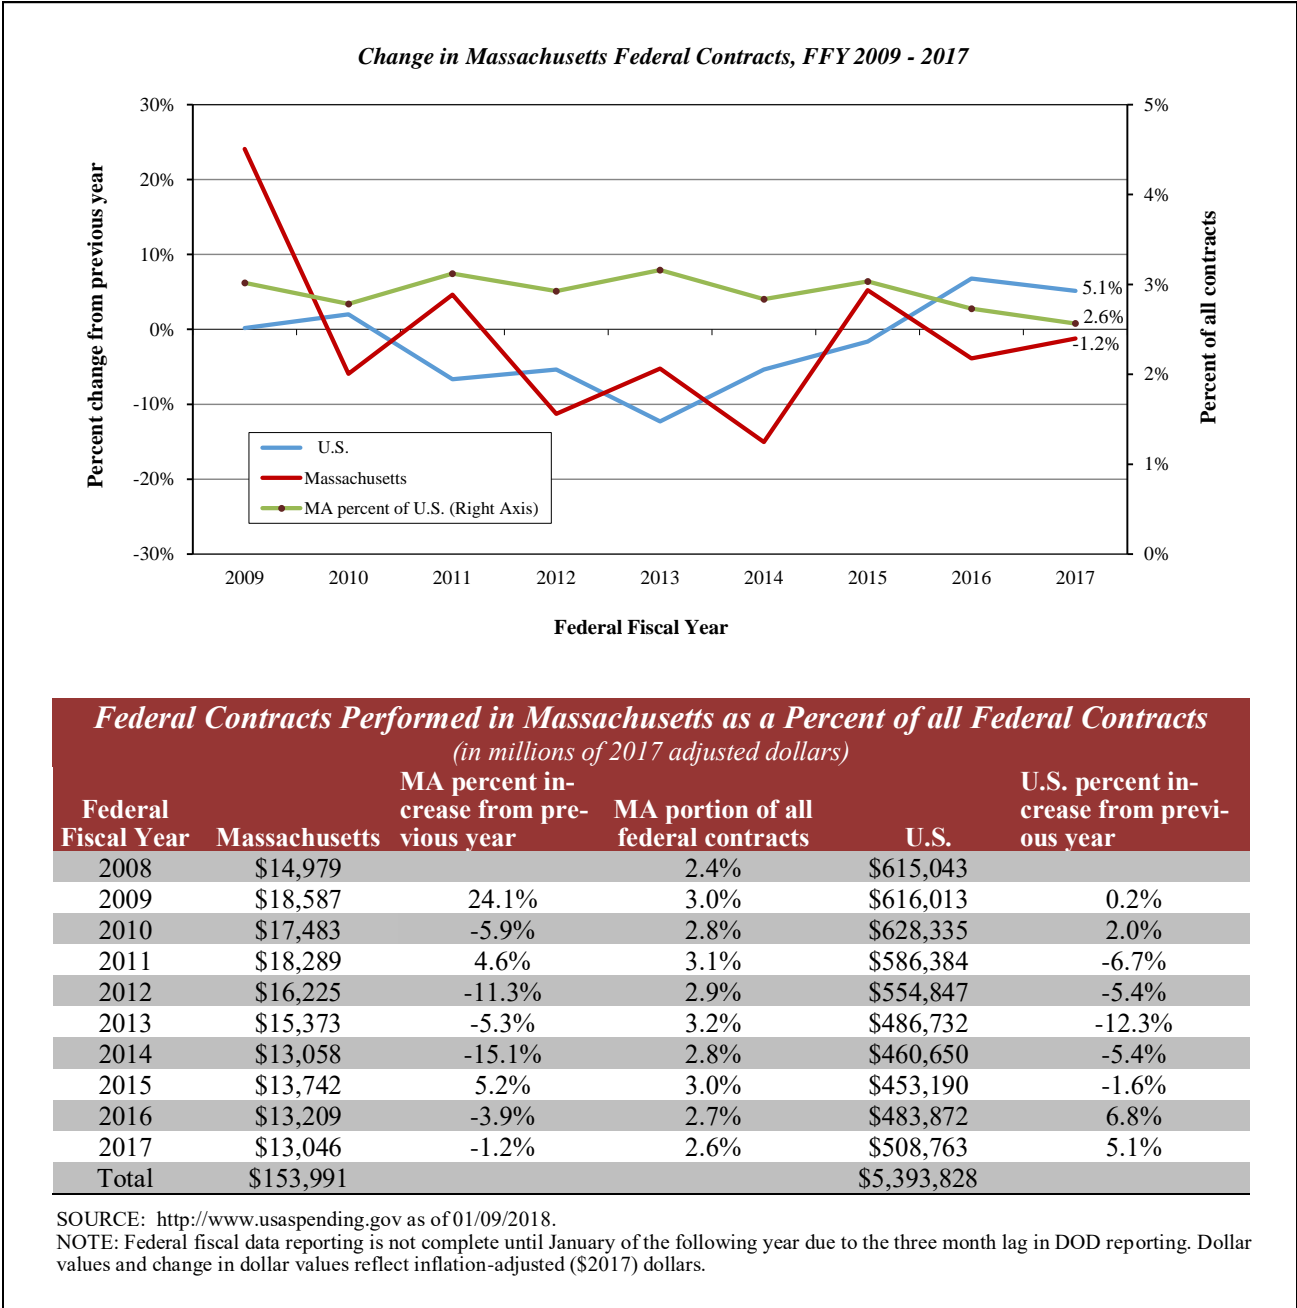 Change in Massachusetts Federal Contracts, FFY 2009 - 2017
30%
20%
10%
0%
-10%
-20%
-30%
Percent change from previous year
5%
4%
3%
2%
1%
0%
Percent of all contracts
5.1%
2.6%
-1.2%
U.S.
Massachusetts
MA percent of U.S. (Right Axis)
2009 2010 2011 2012 2013 2014 2015 2016 2017
Federal Fiscal Year
Federal Contracts Performed in Massachusetts as a Percent of all Federal Contracts
(in millions of 2017 adjusted dollars)
Federal
Fiscal Year
Massachusetts
MA percent in-
crease from pre-
vious year
MA portion of all
federal contracts
U.S.
U.S. percent in-
crease from previ-
ous year
2008 $14,979 2.4% $615,043
2009 $18,587 24.1% 3.0% $616,013 0.2%
2010 $17,483 -5.9% 2.8% $628,335 2.0%
2011 $18,289 4.6% 3.1% $586,384 -6.7%
2012 $16,225 -11.3% 2.9% $554,847 -5.4%
2013 $15,373 -5.3% 3.2% $486,732 -12.3%
2014 $13,058 -15.1% 2.8% $460,650 -5.4%
2015 $13,742 5.2% 3.0% $453,190 -1.6%
2016 $13,209 -3.9% 2.7% $483,872 6.8%
2017 $13,046 -1.2% 2.6% $508,763 5.1%
Total $153,991 $5,393,828
SOURCE: http://www.usaspending.gov as of 01/09/2018.
NOTE: Federal fiscal data reporting is not complete until January of the following year due to the three month lag in DOD reporting. Dollar
values and change in dollar values reflect inflation-adjusted ($2017) dollars.